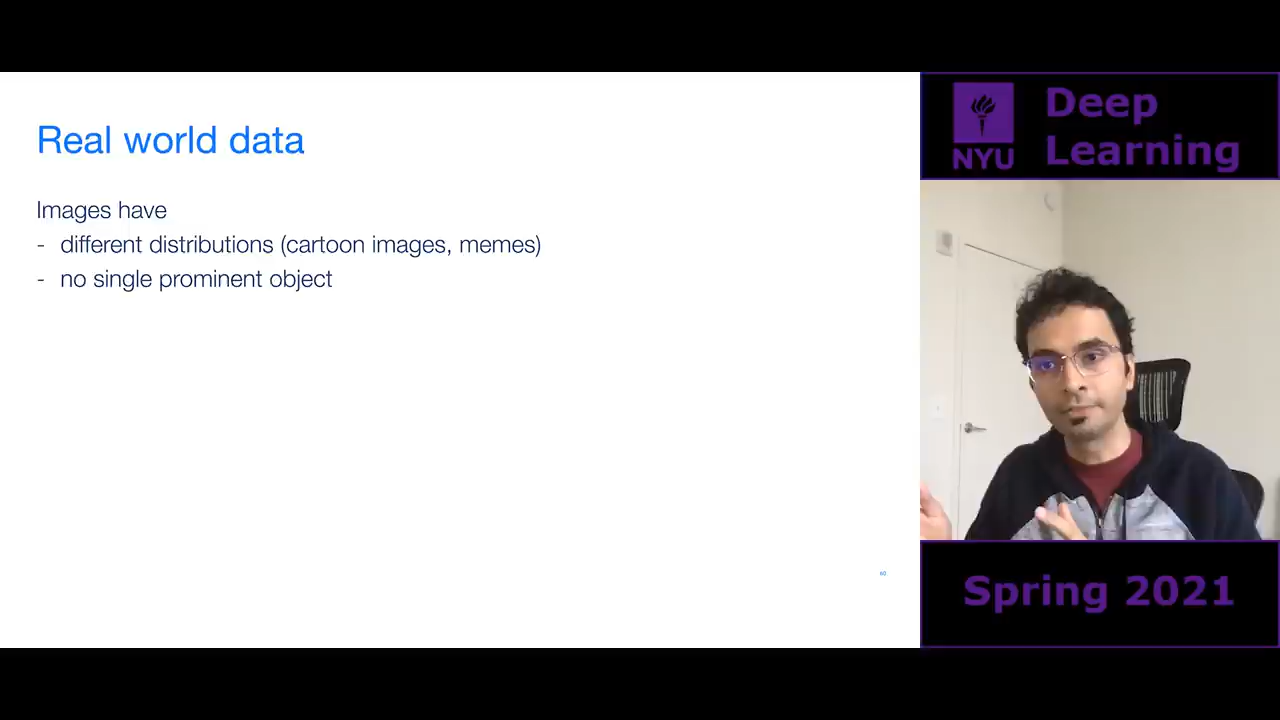 Real world data
Images have
- different distributions (cartoon images, memes)
- no single prominent object
60
NYU
Deep
Learning
Spring 2021